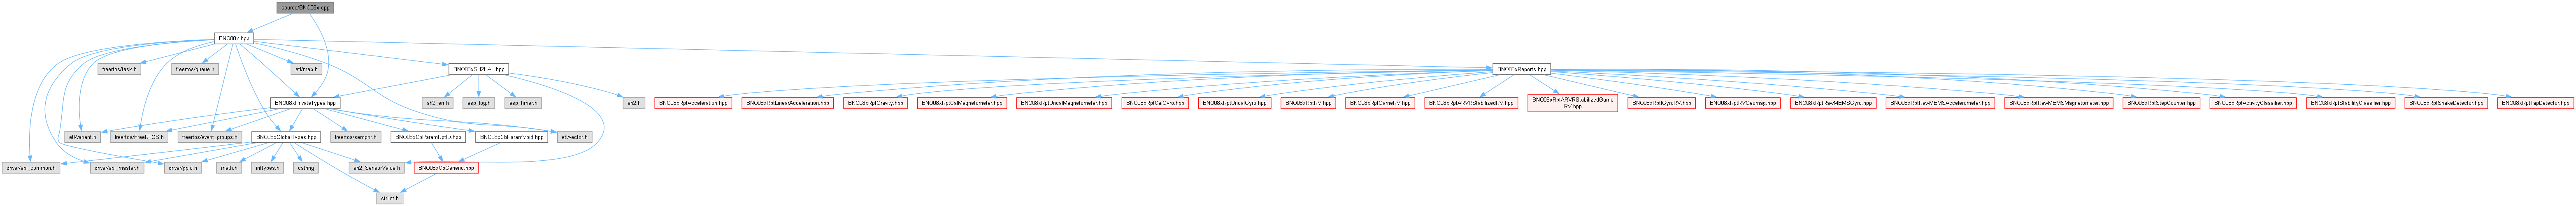 source/BNO08x.cpp
BNO08x.hpp
freertos/task.h
freertos/queue.h
etl/map.h
BNO08xSH2HAL.hpp
BNO08xReports.hpp
BNO08xPrivateTypes.hpp
sh2_err.h
esp_log.h
esp_timer.h
sh2.h
BNO08xRptAcceleration.hpp
BNO08xRptLinearAcceleration.hpp
BNO08xRptGravity.hpp
BNO08xRptCalMagnetometer.hpp
BNO08xRptUncalMagnetometer.hpp
BNO08xRptCalGyro.hpp
BNO08xRptUncalGyro.hpp
BNO08xRptRV.hpp
BNO08xRptGameRV.hpp
BNO08xRptARVRStabilizedRV.hpp
BNO08xRptARVRStabilizedGame
RV.hpp
BNO08xRptIGyroRV.hpp
BNO08xRptRVGeomag.hpp
BNO08xRptRawMEMSGyro.hpp
BNO08xRptRawMEMSAccelerometer.hpp
BNO08xRptRawMEMSMagnetometer.hpp
BNO08xRptStepCounter.hpp
BNO08xRptActivityClassifier.hpp
BNO08xRptStabilityClassifier.hpp
BNO08xRptShakeDetector.hpp
BNO08xRptTapDetector.hpp
etl/variant.h
freertos/FreeRTOS.h
freertos/event_groups.h
BNO08xGlobalTypes.hpp
freertos/semphr.h
BNO08xCbParamRptID.hpp
BNO08xCbParamVoid.hpp
etl/vector.h
driver/spi_common.h
driver/spi_master.h
driver/gpio.h
math.h
inttypes.h
cstring
sh2_SensorValue.h
BNO08xCbGeneric.hpp
stdint.h